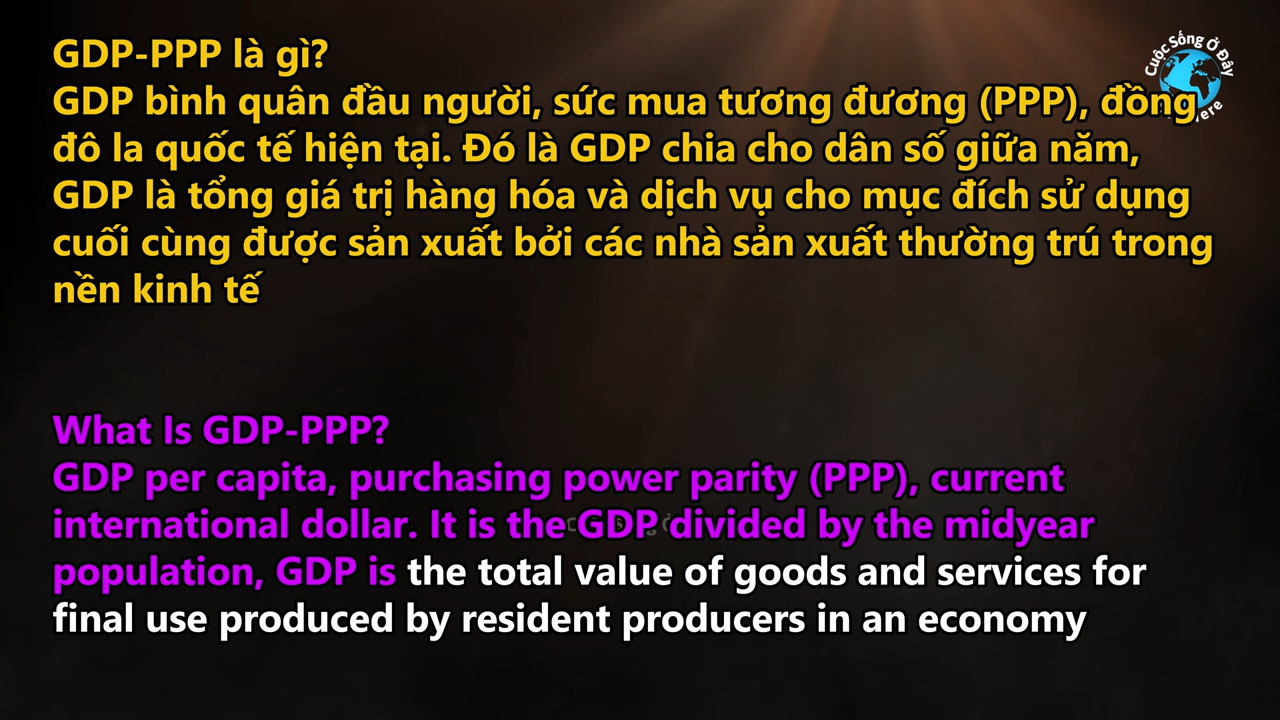 GDP-PPP là gì?
GDP bình quân đầu người, sức mua tương đương (PPP), đồng
đô la quốc tế hiện tại. Đó là GDP chia cho dân số giữa năm,
GDP là tổng giá trị hàng hóa và dịch vụ cho mục đích sử dụng
cuối cùng được sản xuất bởi các nhà sản xuất thường trú trong
nền kinh tế
Cuộc Sống Ở Đây
What Is GDP-PPP?
GDP per capita, purchasing power parity (PPP), current
international dollar. It is the GDP divided by the midyear
population, GDP is the total value of goods and services for
final use produced by resident producers in an economy